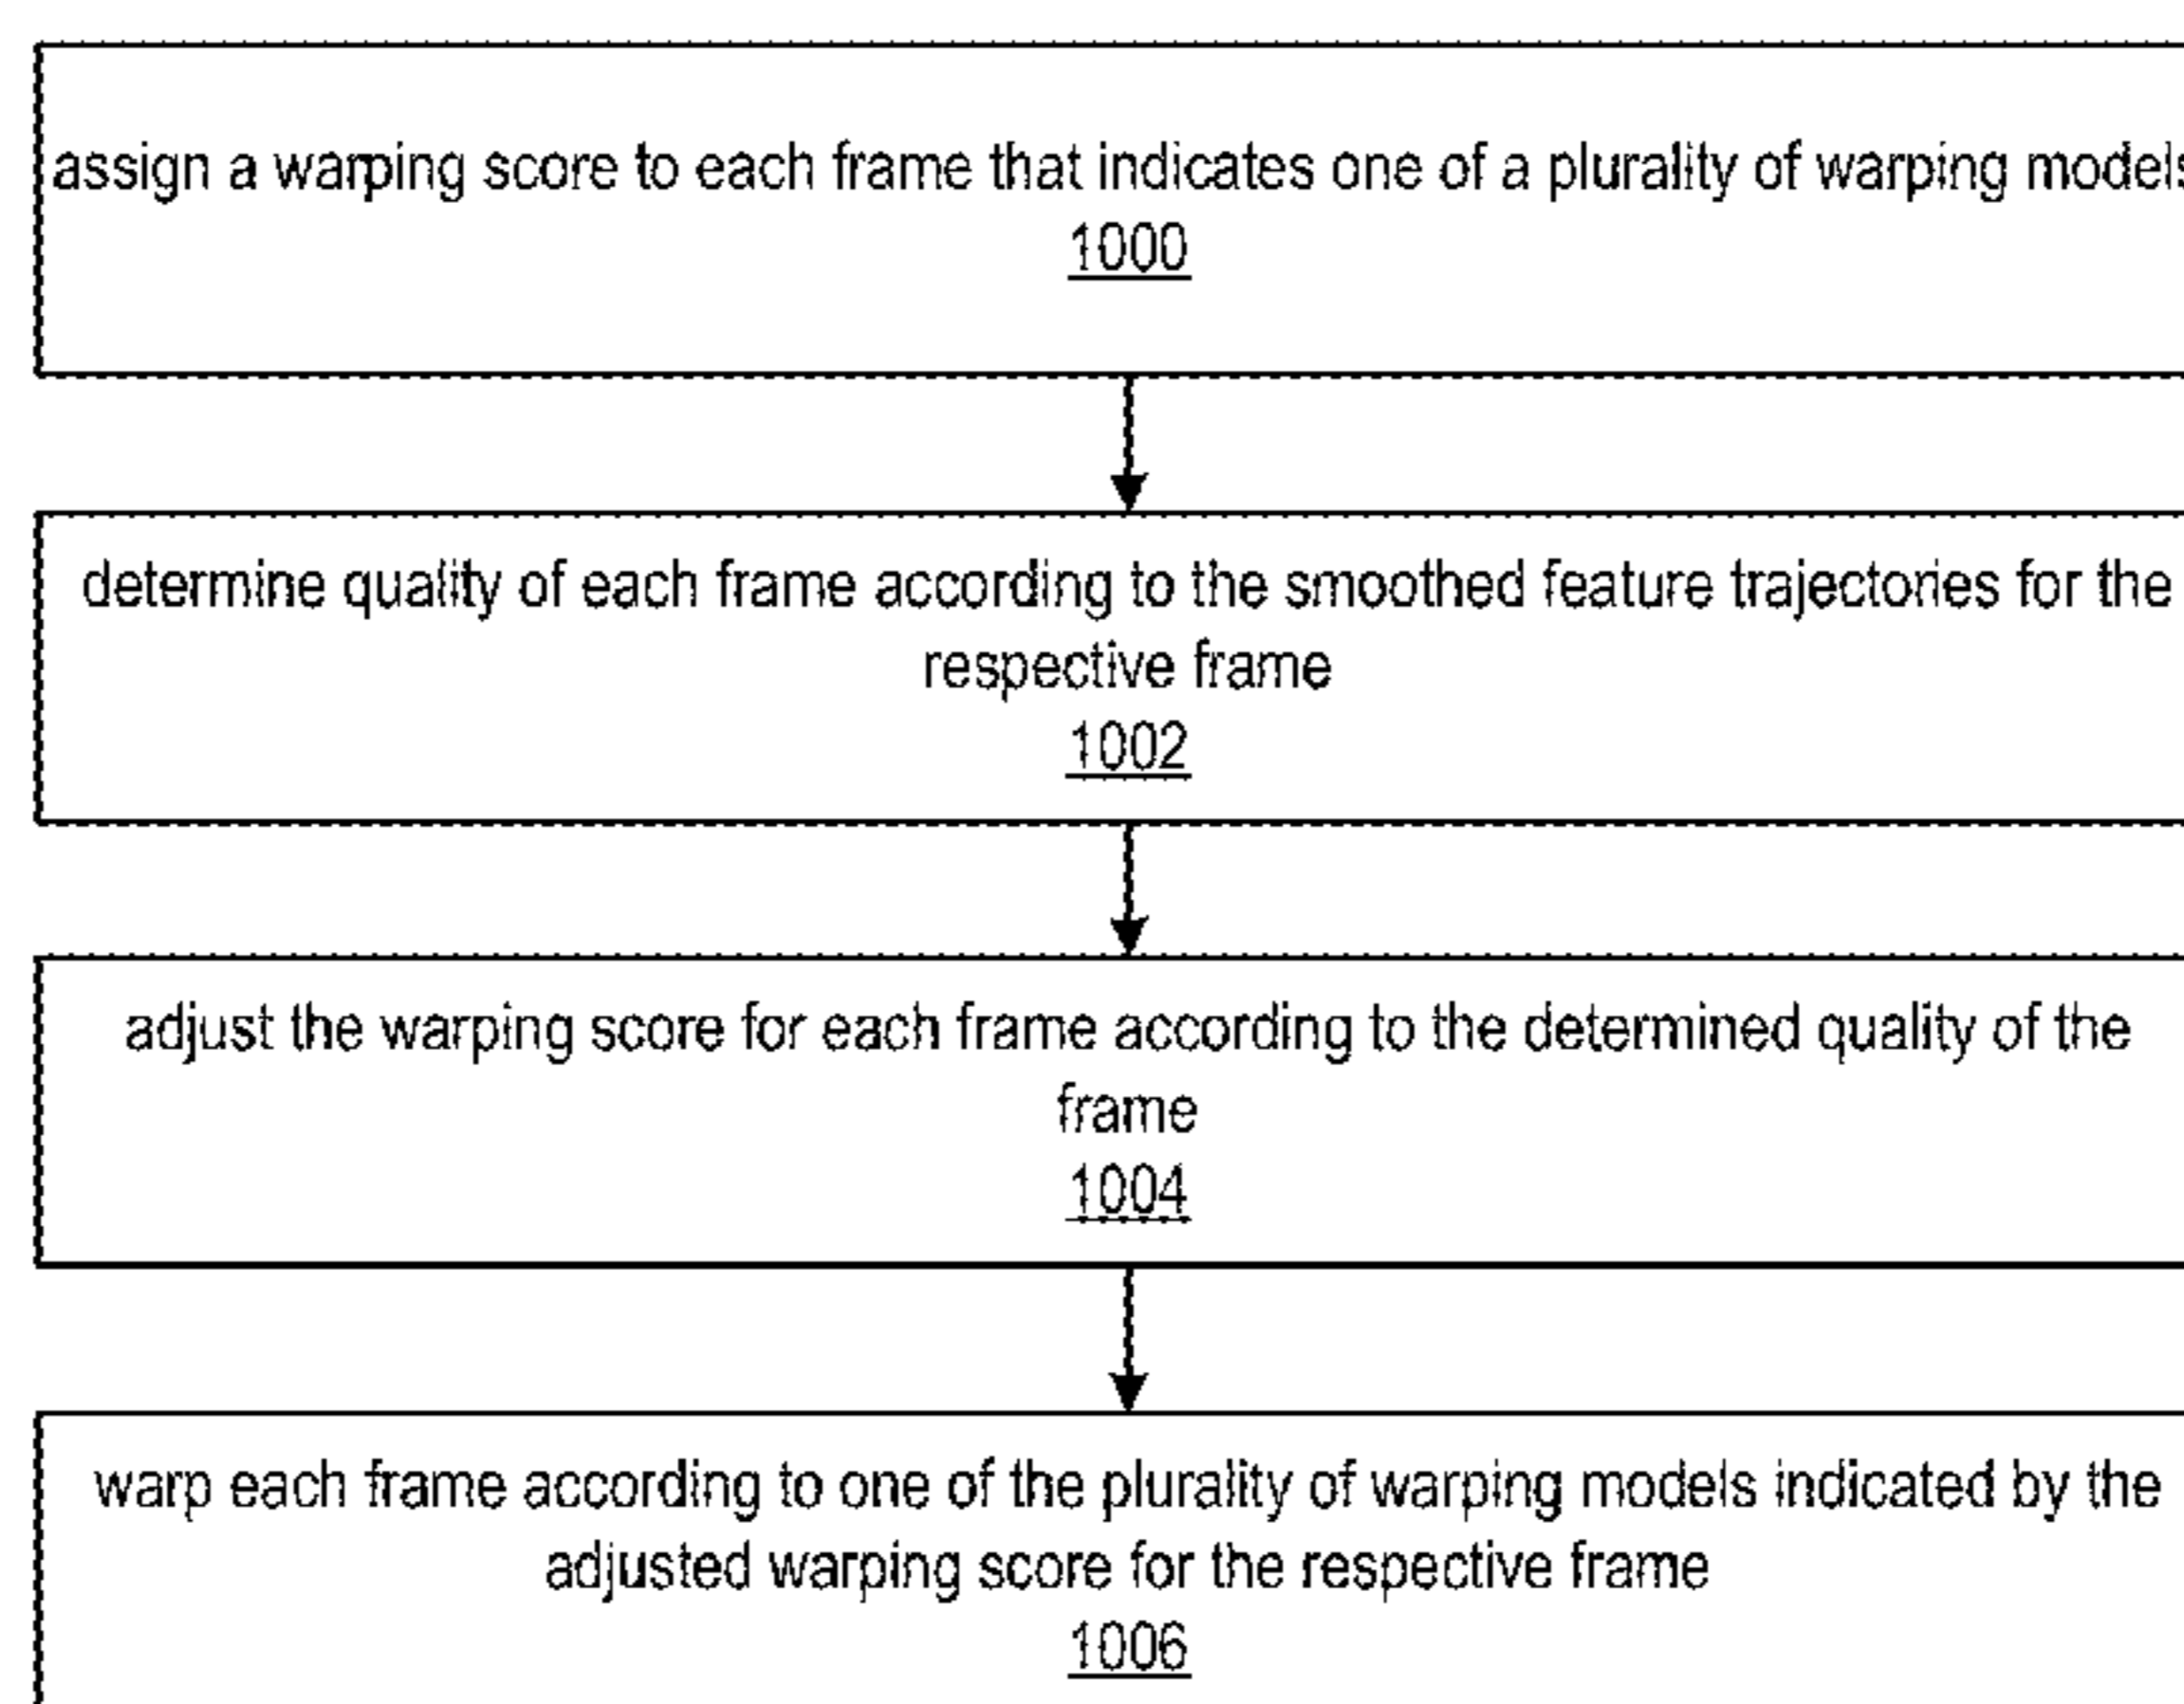 assign a warping score to each frame that indicates one of a plurality of warping models
1000
determine quality of each frame according to the smoothed feature trajectories for the
respective frame
1002
adjust the warping score for each frame according to the determined quality of the
frame
1004
warp each frame according to one of the plurality of warping models indicated by the
adjusted warping score for the respective frame
1006